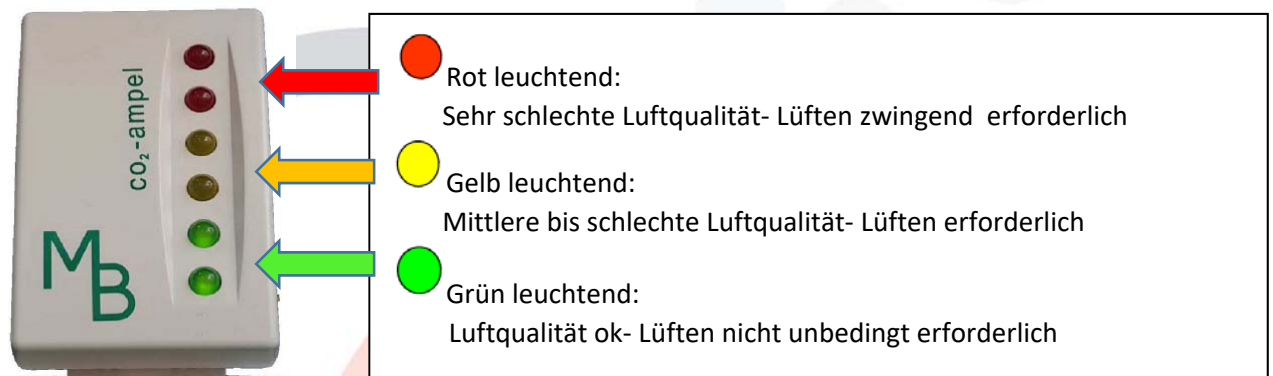 co₂-ampel
MB
Rot leuchtend:
Sehr schlechte Luftqualität- Lüften zwingend  erforderlich
Gelb leuchtend:
Mittlere bis schlechte Luftqualität- Lüften erforderlich
Grün leuchtend:
Luftqualität ok- Lüften nicht unbedingt erforderlich